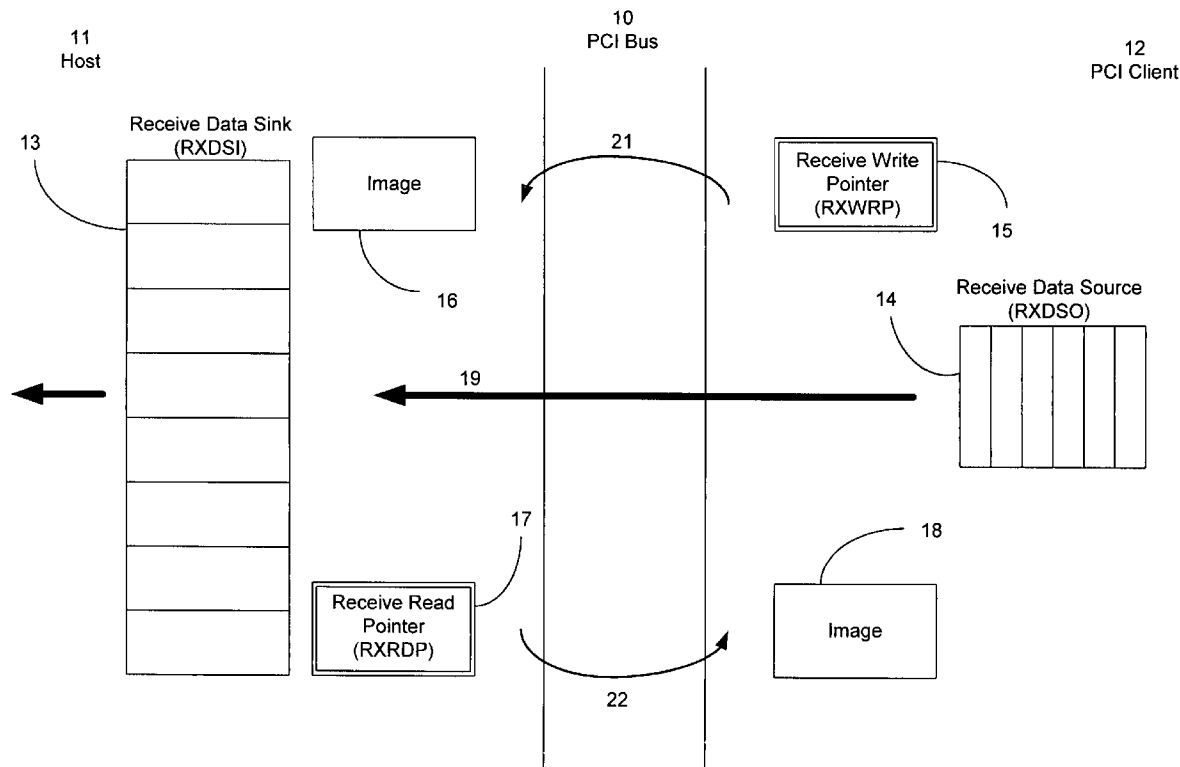 10
PCI Bus
11
Host
12
PCI Client
13
Receive Data Sink
(RXDSI)
Image
16
21
Receive Write
Pointer
(RXWRP)
15
14
Receive Data Source
(RXDSO)
19
17
Receive Read
Pointer
(RXRDP)
22
18
Image